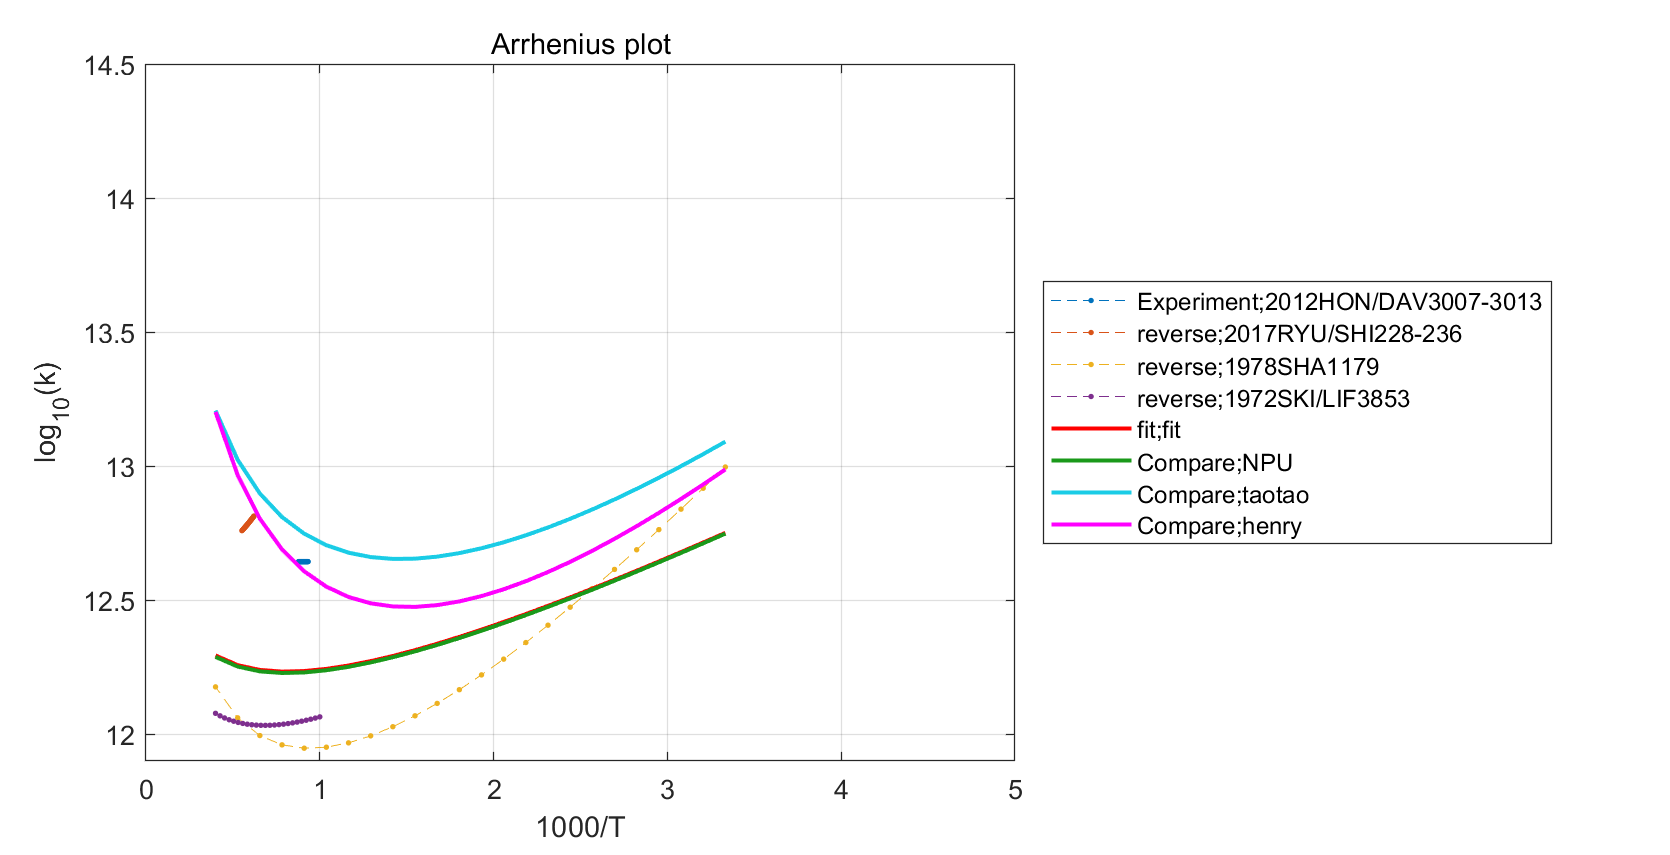 Arrhenius plot
14.5
14
13.5
13
12.5
12
log10(k)
0 1 2 3 4 5
1000/T
Experiment;2012HON/DAV3007-3013
reverse;2017RYU/SHI228-236
reverse;1978SHA1179
reverse;1972SKI/LIF3853
fit;fit
Compare;NPU
Compare;taotao
Compare;henry